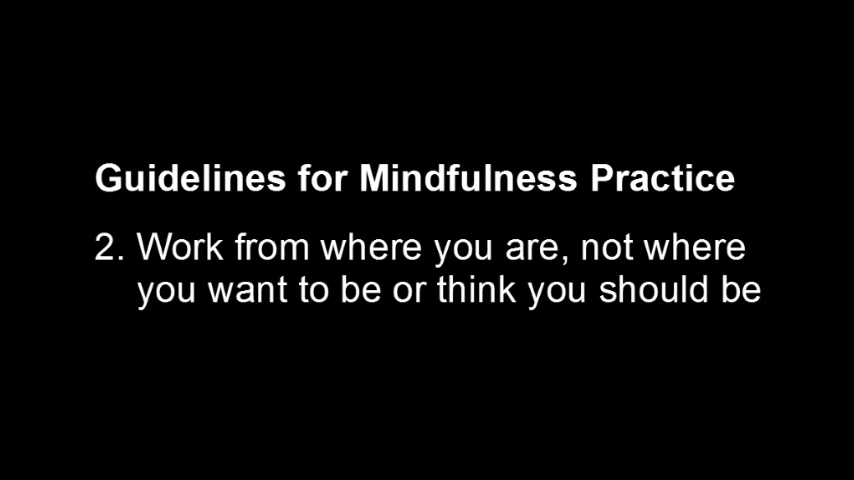 Guidelines for Mindfulness Practice
2. Work from where you are, not where
you want to be or think you should be